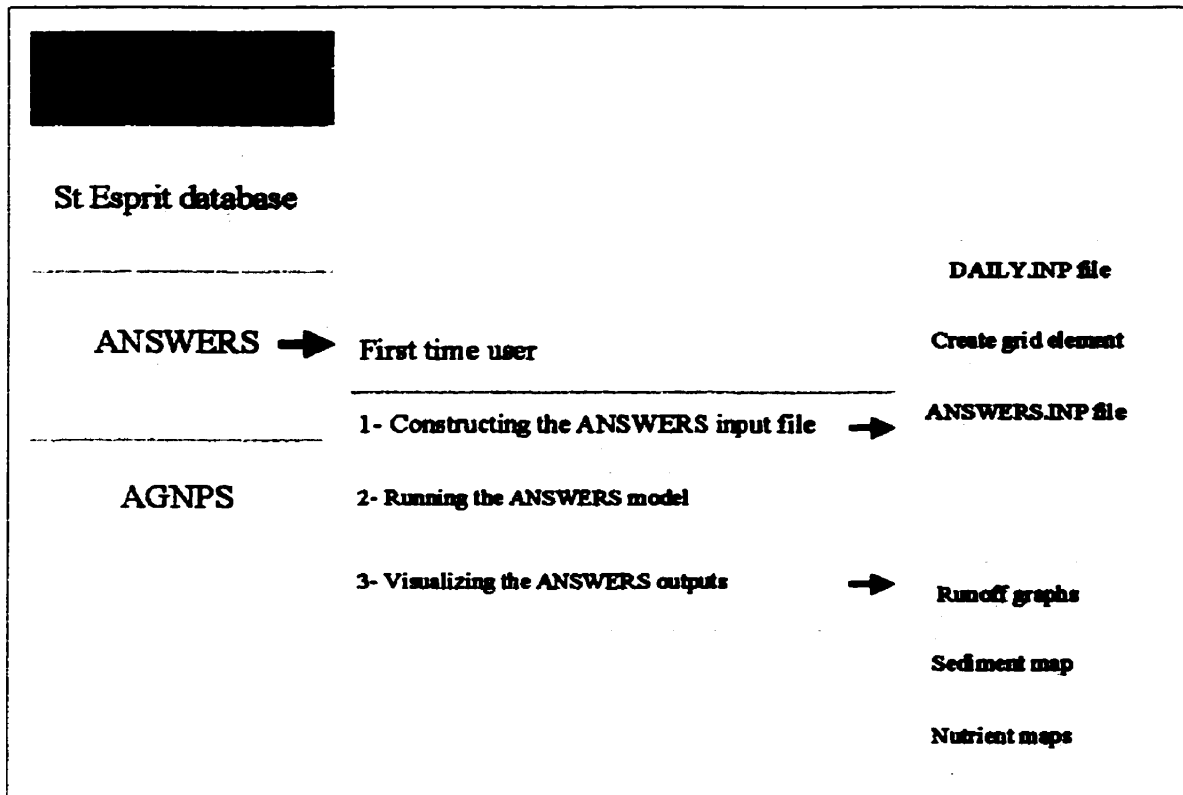 St Esprit database
ANSWERS
AGNPS
First time user
1- Constructing the ANSWERS input file
2- Running the ANSWERS model
3- Visualizing the ANSWERS outputs
DAILY.INP file
Create grid element
ANSWERS.INP file
Runoff graphs
Sediment map
Nutrient maps